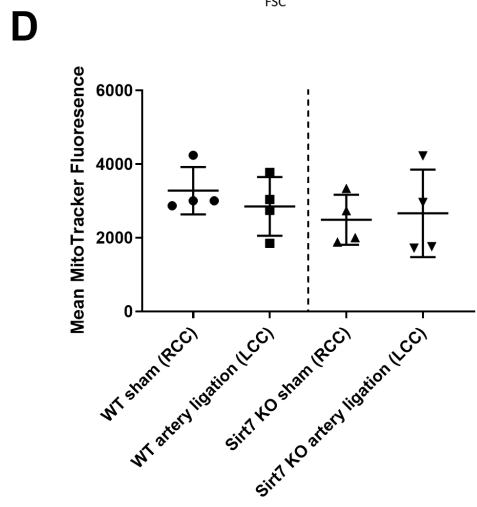 FSC
D
Mean MitoTracker Fluoresence
6000
4000
2000
0
WT sham (RCC)
WT artery ligation (LCC)
Sirt7 KO sham (RCC)
Sirt7 KO artery ligation (LCC)